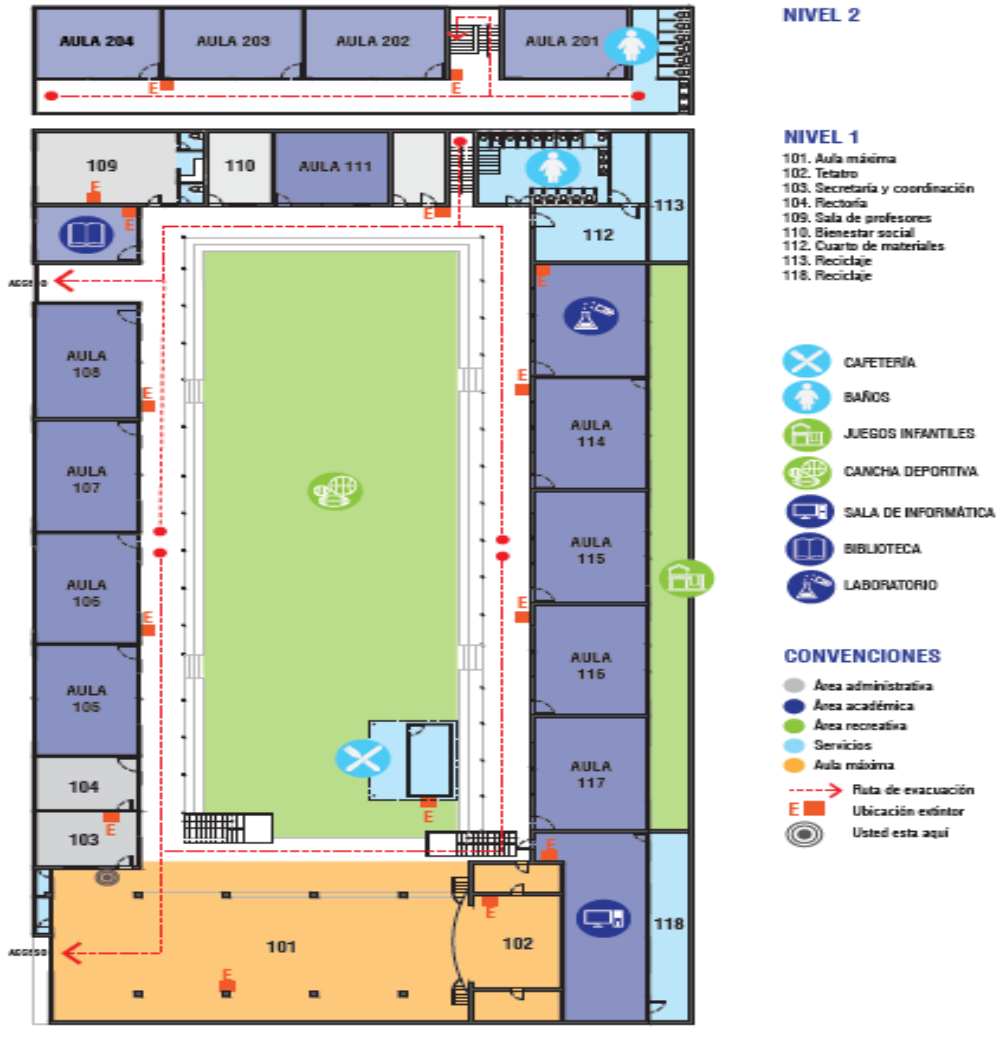 NIVEL 2
AULA 204
AULA 203
AULA 202
AULA 201
E
E
NIVEL 1
101. Aula máxima
102. Tetatro
103. Secretaría y coordinación
104. Rectoría
109. Sala de profesores
110. Bienestar social
112. Cuarto de materiales
113. Reciclaje
118. Reciclaje
109
110
AULA 111
E
E
E
113
112
ACCESO
E
AULA
108
E
E
AULA
114
AULA
107
AULA
115
AULA
106
E
E
AULA
116
AULA
105
AULA
117
104
E
103
E
E
101
102
E
E
118
ACCESO
CAFETERÍA
BAÑOS
JUEGOS INFANTILES
CANCHA DEPORTIVA
SALA DE INFORMÁTICA
BIBLIOTECA
LABORATORIO
CONVENCIONES
Área administrativa
Área académica
Área recreativa
Servicios
Aula máxima
Ruta de evacuación
E Ubicación extintor
Usted esta aquí